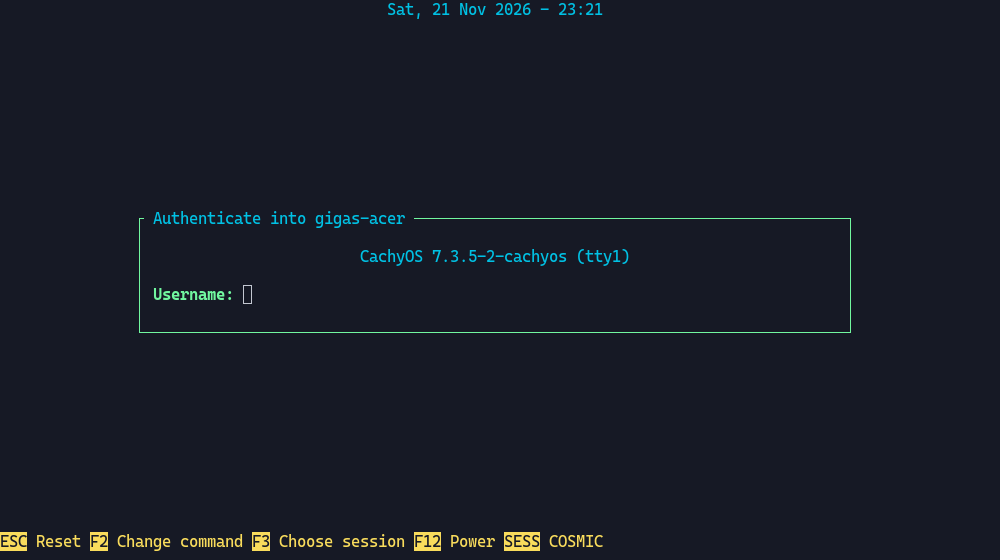 Sat, 21 Nov 2026 - 23:21
Authenticate into gigas-acer
CachyOS 7.3.5-2-cachyos (tty1)
Username:
ESC Reset F2 Change command F3 Choose session F12 Power SESS COSMIC